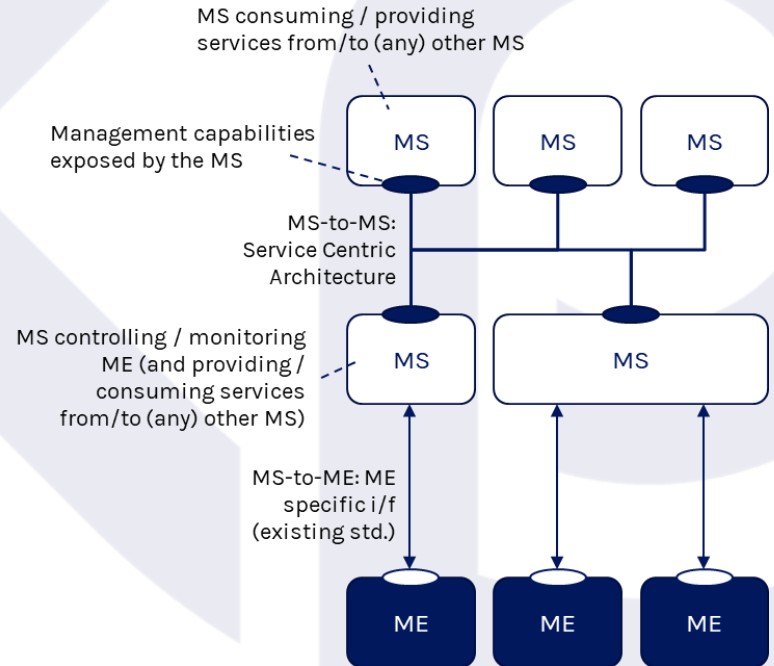 MS consuming / providing
services from/to (any) other MS
Management capabilities
exposed by the MS
MS
MS
MS
MS-to-MS:
Service Centric
Architecture
MS controlling / monitoring
ME (and providing /
consuming services
from/to (any) other MS)
MS
MS
MS-to-ME: ME
specific i/f
(existing std.)
ME
ME
ME